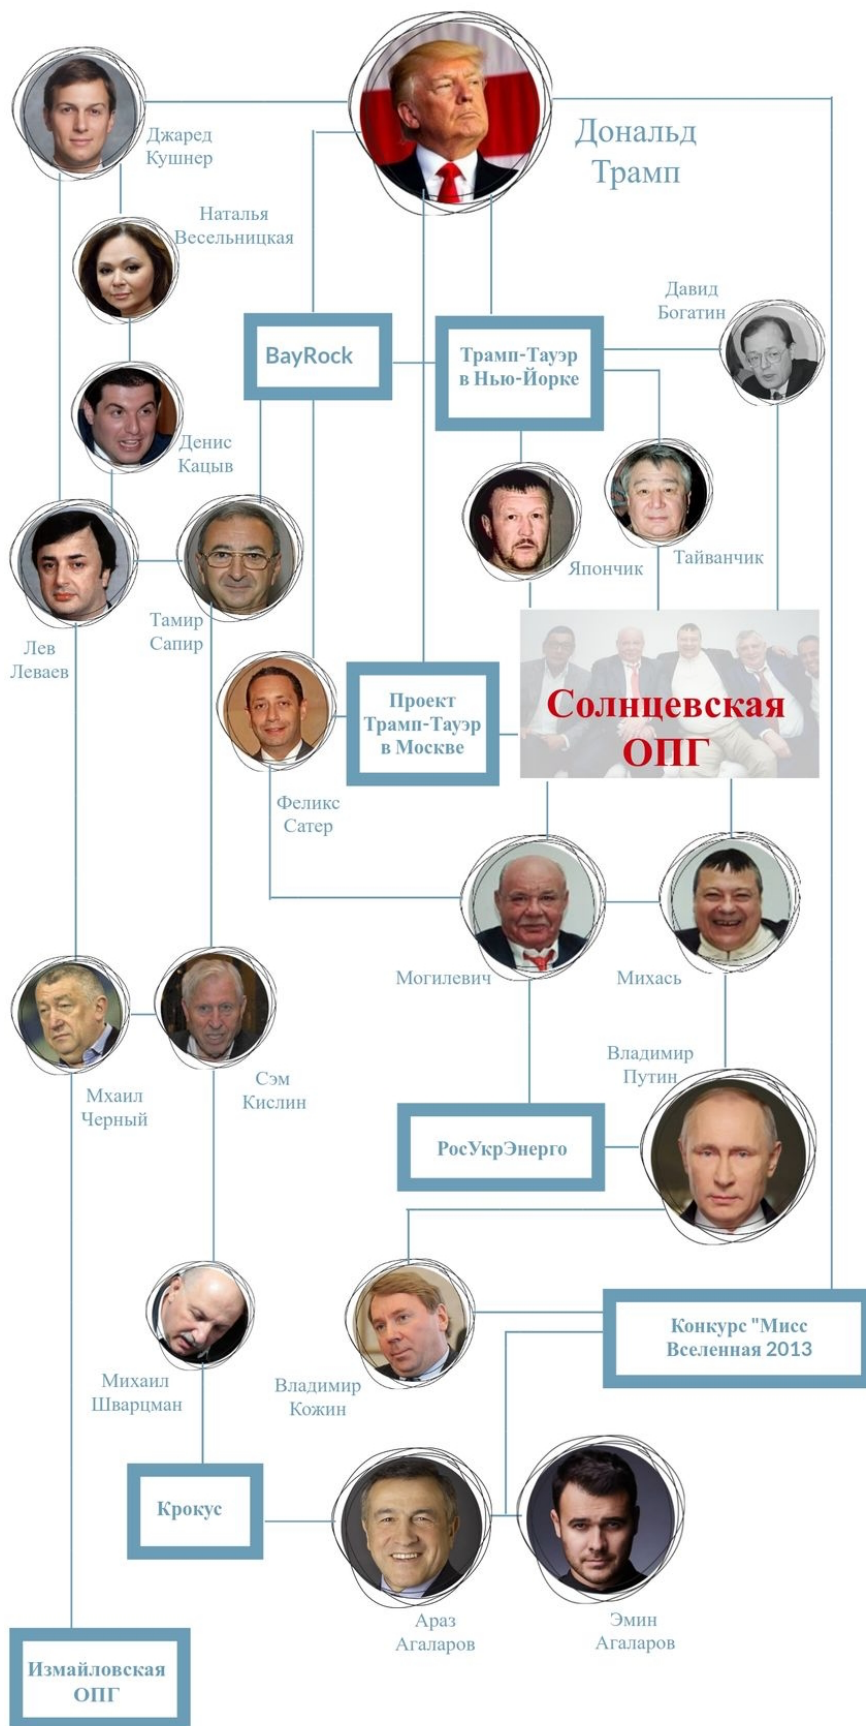 Дональд
Трамп
Джаред
Кушнер
Наталья
Весельницкая
Давид
Богатин
BayRock
Трамп-Тауэр
в Нью-Йорке
Денис
Кацыв
Япончик
Тайванчик
Лев
Леваев
Тамир
Сапир
Проект
Трамп-Тауэр
в Москве
Солнцевская
ОПГ
Феликс
Сатер
Могилевич
Михась
Мхаил
Черный
Сэм
Кислин
Владимир
Путин
РосУкрЭнерго
Михаил
Шварцман
Владимир
Кожин
Конкурс "Мисс
Вселенная 2013
Крокус
Араз
Агаларов
Эмин
Агаларов
Измайловская
ОПГ